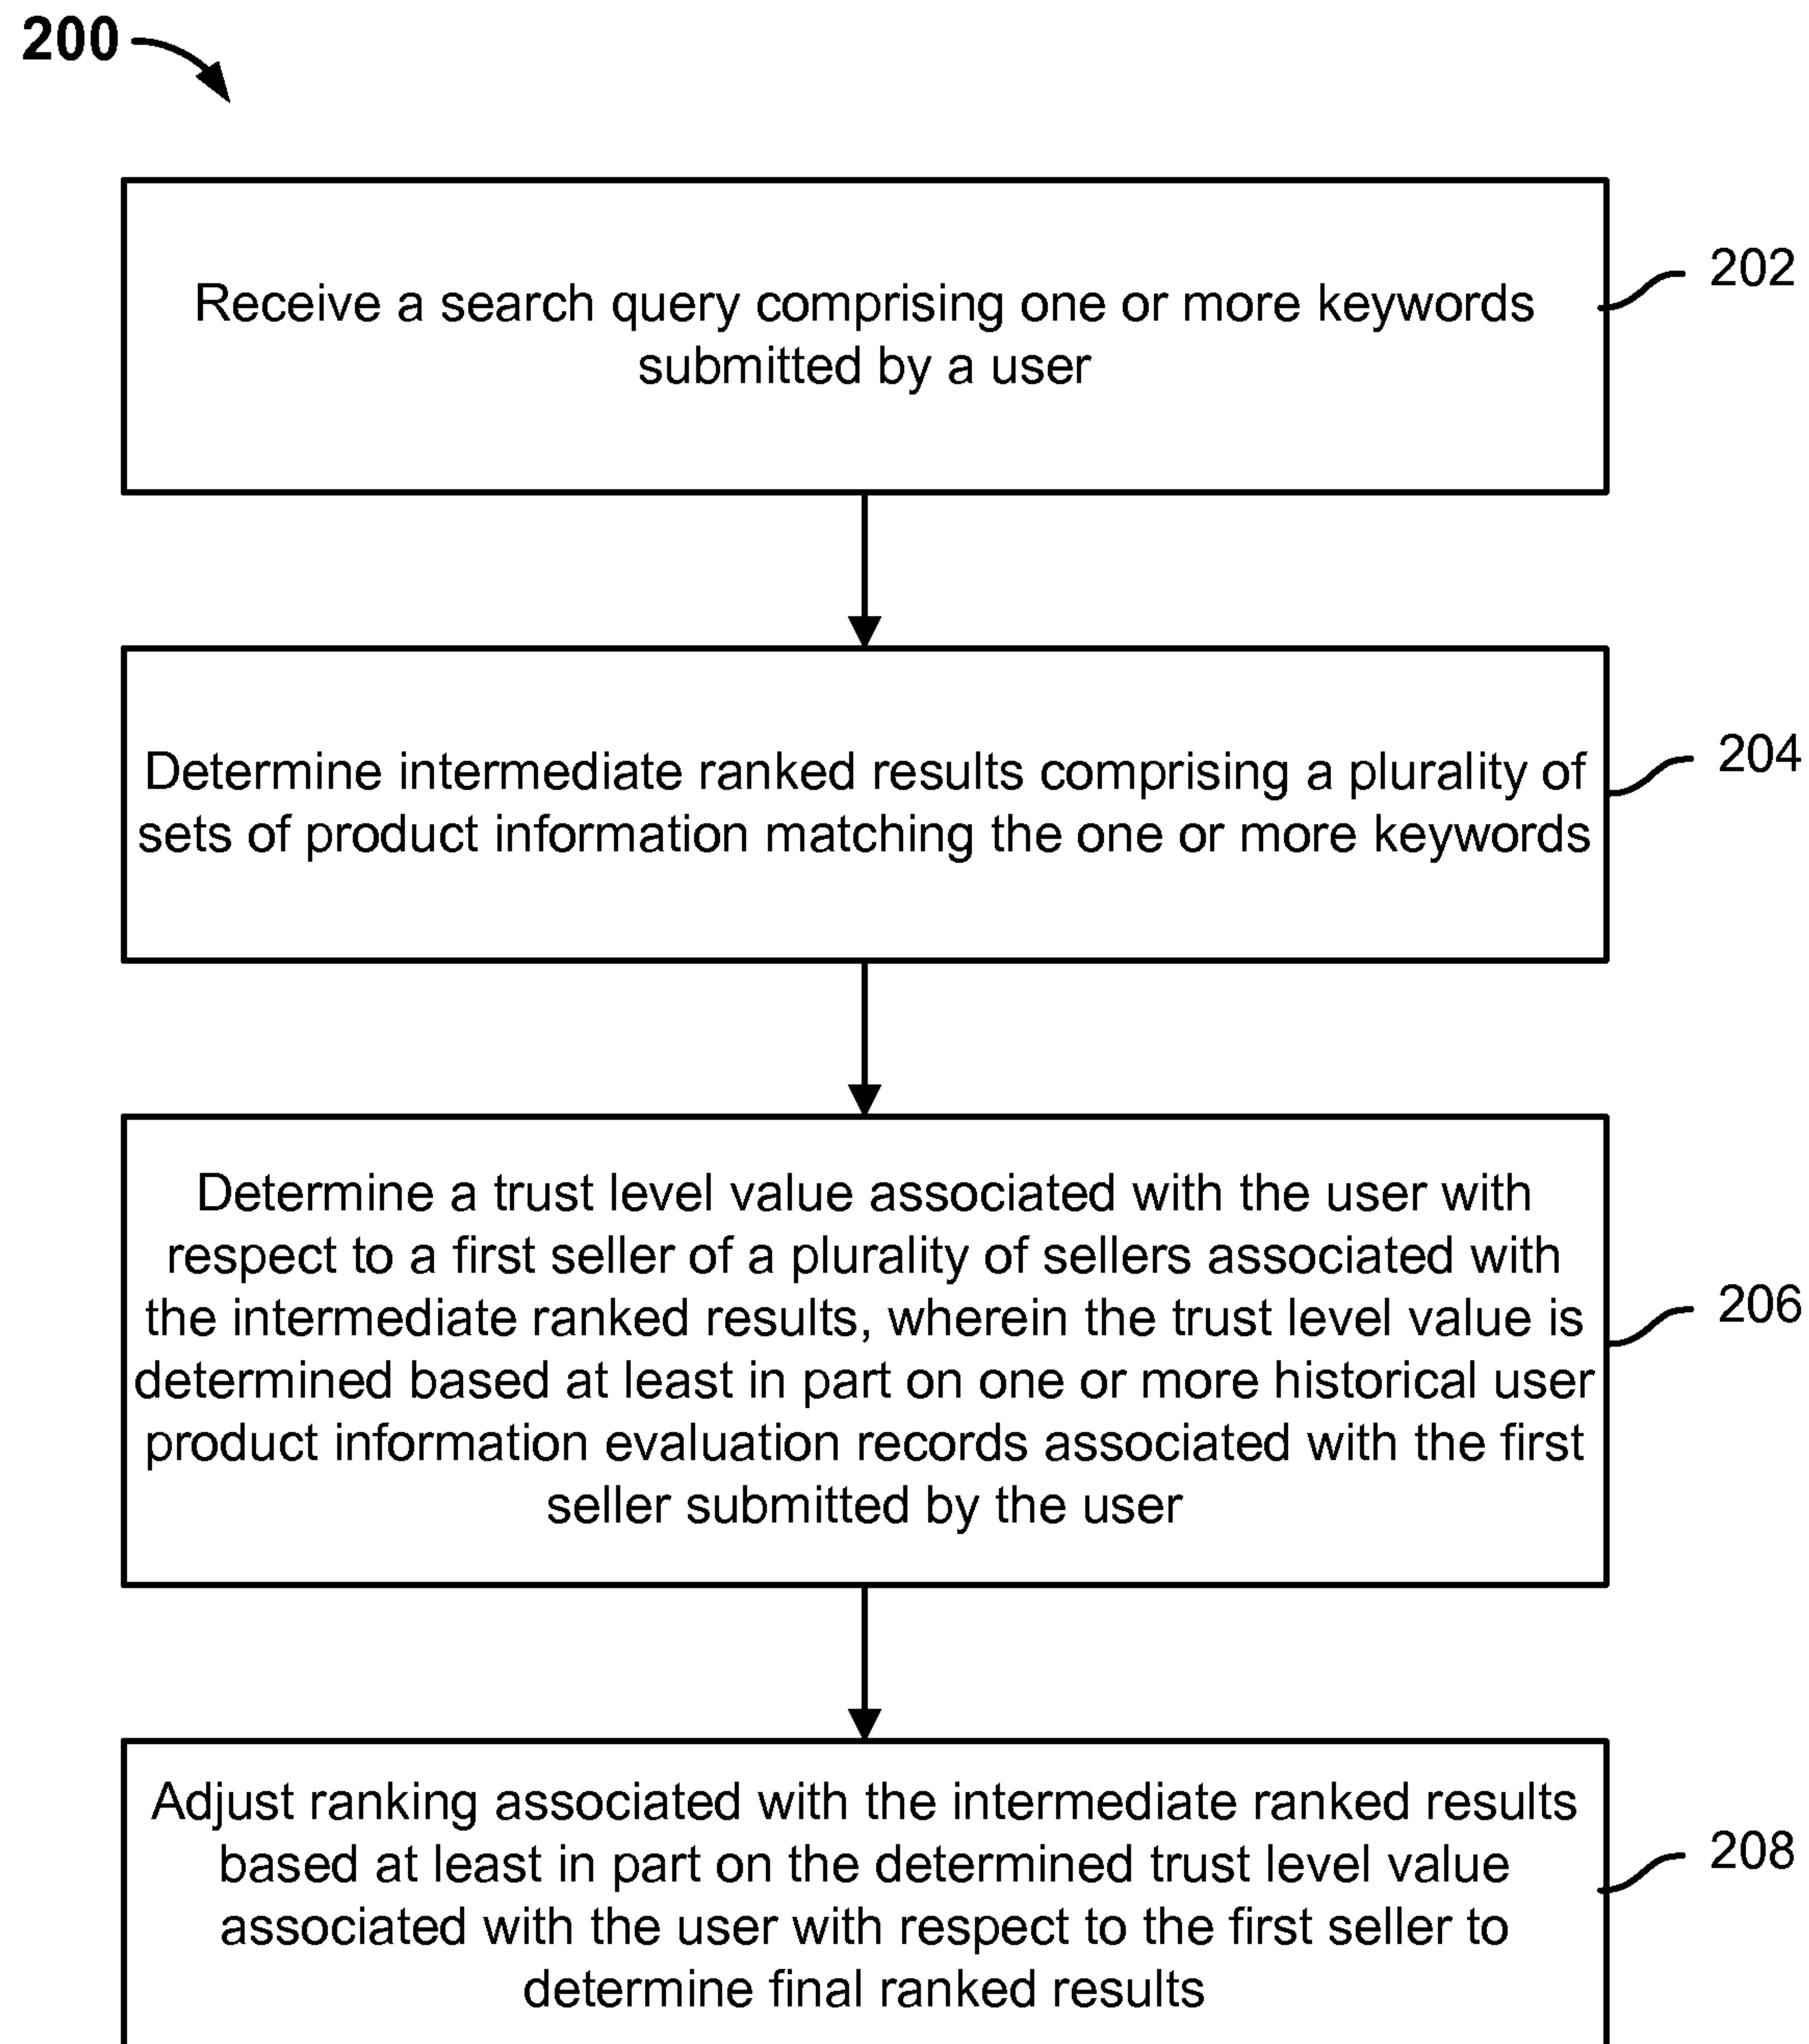 200
Receive a search query comprising one or more keywords
submitted by a user
202
Determine intermediate ranked results comprising a plurality of
sets of product information matching the one or more keywords
204
Determine a trust level value associated with the user with
respect to a first seller of a plurality of sellers associated with
the intermediate ranked results, wherein the trust level value is
determined based at least in part on one or more historical user
product information evaluation records associated with the first
seller submitted by the user
206
Adjust ranking associated with the intermediate ranked results
based at least in part on the determined trust level value
associated with the user with respect to the first seller to
determine final ranked results
208